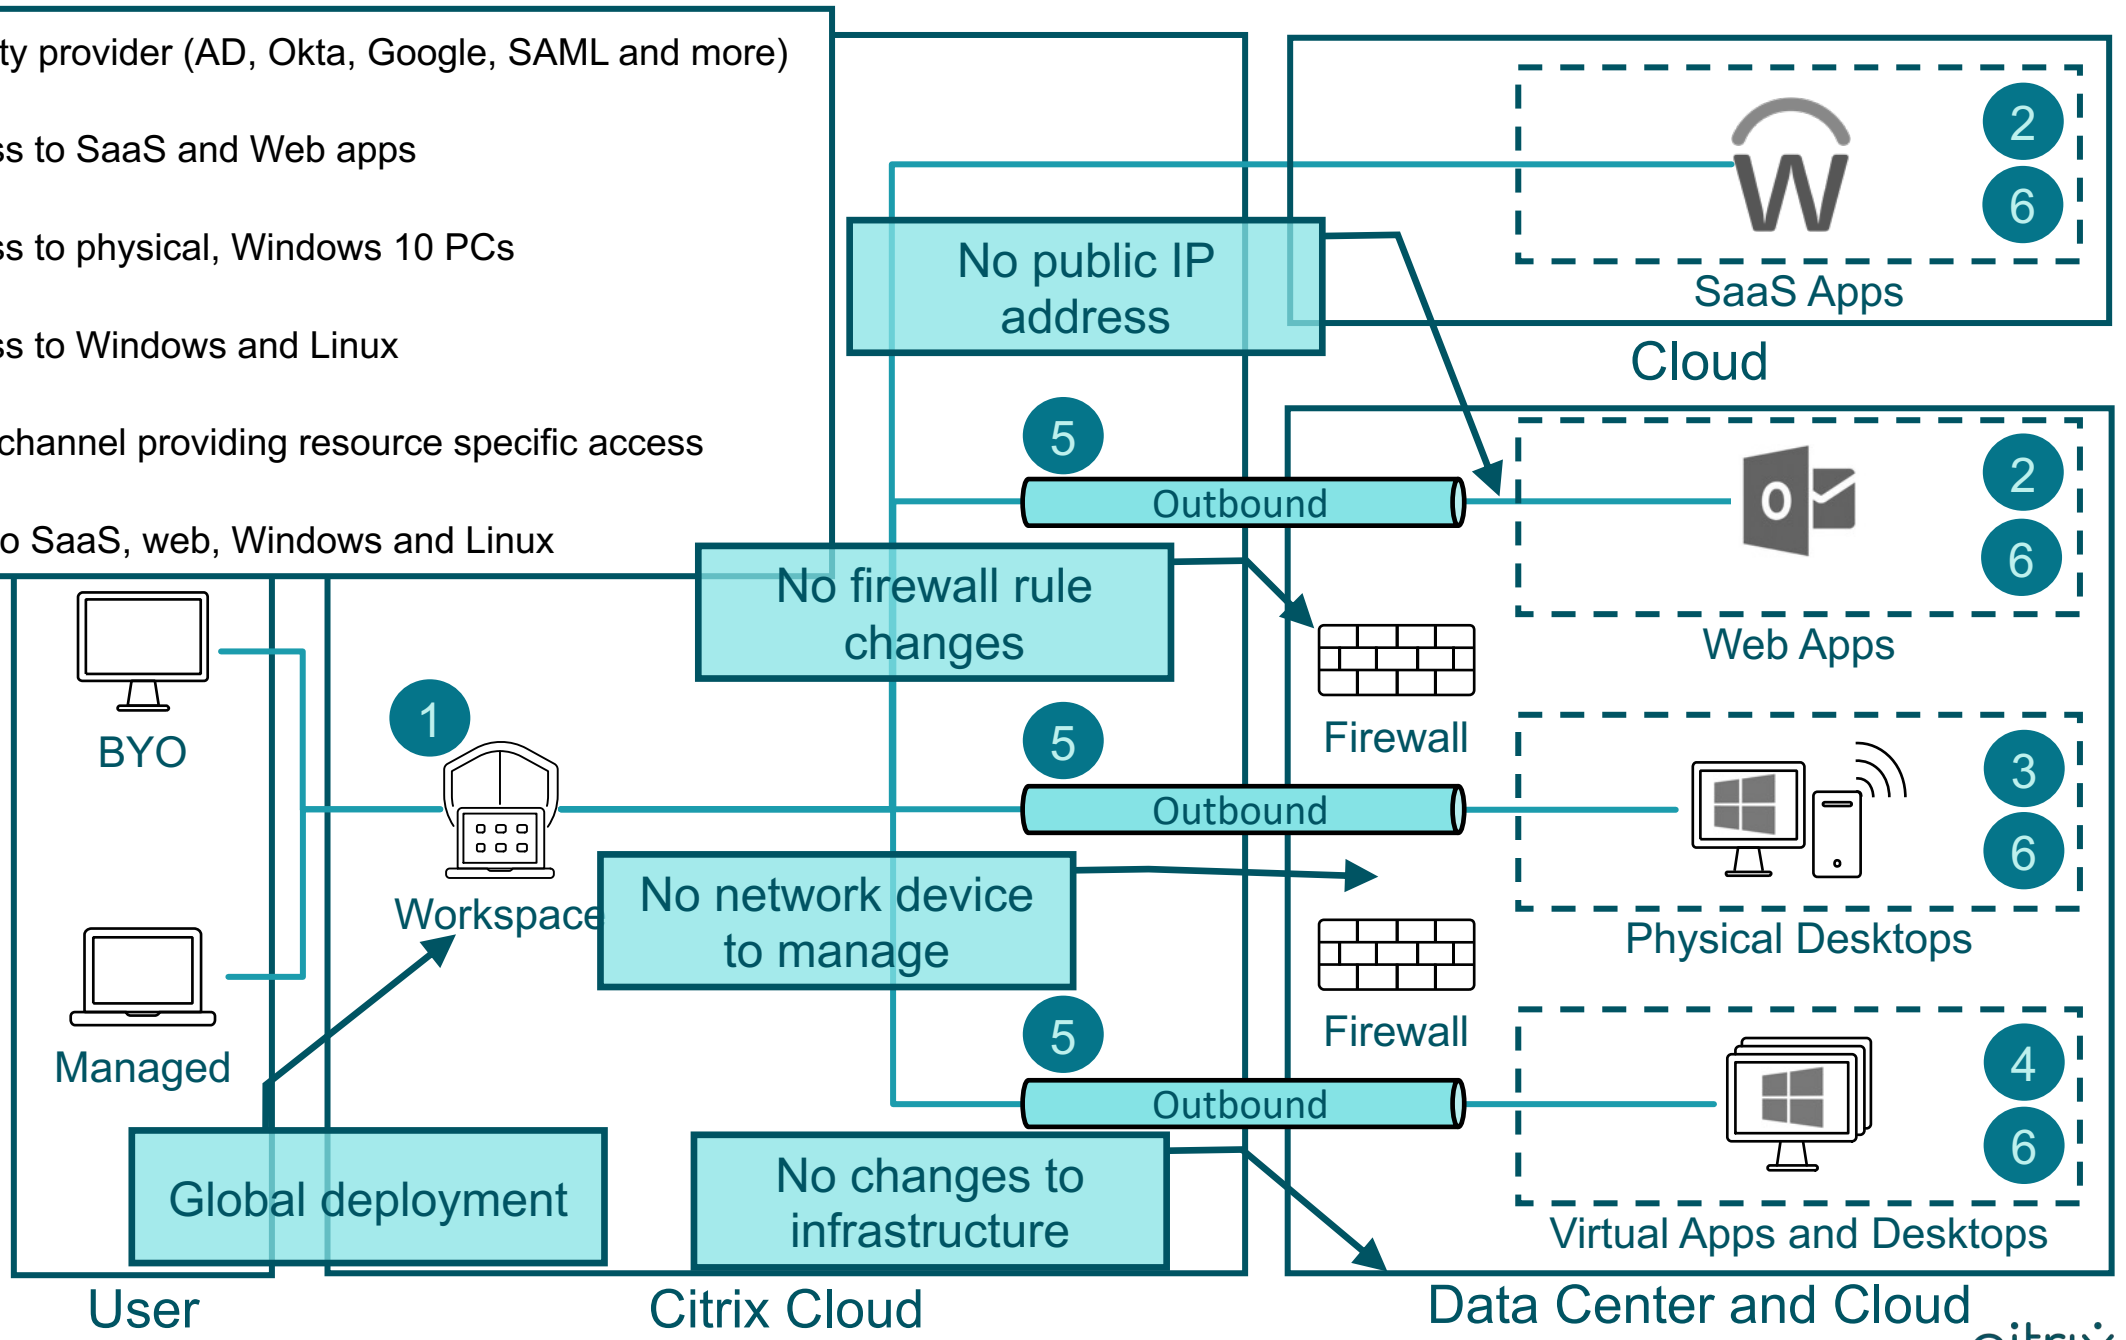 ty provider (AD, Okta, Google, SAML and more)
ss to SaaS and Web apps
ss to physical, Windows 10 PCs
ss to Windows and Linux
channel providing resource specific access
o SaaS, web, Windows and Linux
2
6
SaaS Apps
Cloud
No public IP
address
5
Outbound
2
6
Web Apps
No firewall rule
changes
Firewall
BYO
1
Workspace
5
Outbound
3
6
Physical Desktops
No network device
to manage
Firewall
Managed
5
Outbound
4
6
Virtual Apps and Desktops
Global deployment
No changes to
infrastructure
User
Citrix Cloud
Data Center and Cloud
citrix